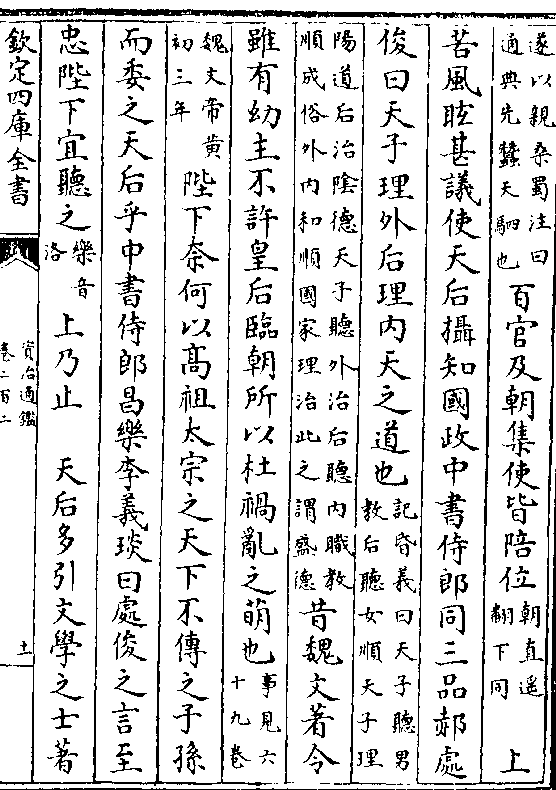 遂以親桑蜀注曰
通典先蠶天駟也
百官及朝集使皆陪位
朝直遥
翻下同
上
苦風眩甚議使天后攝知國政中書侍郎同三品郝處
俊曰天子理外后理内天之道也
記昏義曰天子聽男
教后聽女順天子理
陽道后治陰德天子聽外治后聽内職教
順成俗外内和順國家理治此之謂盛德
昔魏文著令
雖有幼主不許皇后臨朝所以杜禍亂之萌也
事見六
十九卷
魏文帝黄
初三年
陛下奈何以髙祖太宗之天下不傳之子孫
而委之天后乎中書侍郎昌樂李義琰曰處俊之言至
忠陛下宜聽之
樂音
洛
上乃止　天后多引文學之士著
欽定四庫全書
資治通鑑
卷二百二
十一